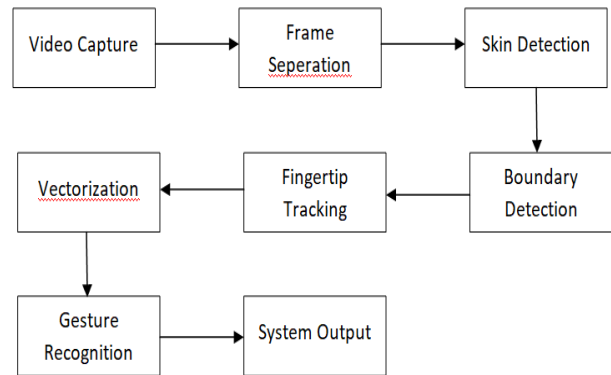 Video Capture
Frame
Seperation
Skin Detection
Boundary
Detection
Fingertip
Tracking
Vectorization
Gesture
Recognition
System Output